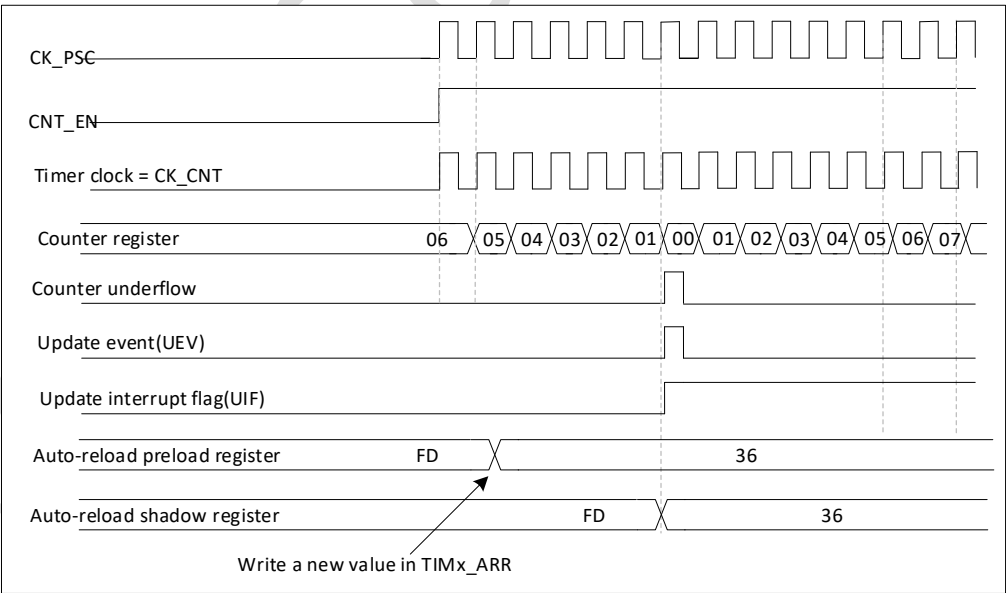 CK_PSC
CNT_EN
Timer clock = CK_CNT
Counter register 06 05 04 03 02 01 00 01 02 03 04 05 06 07
Counter underflow
Update event(UEV)
Update interrupt flag(UIF)
Auto-reload preload register FD 36
Auto-reload shadow register FD 36
Write a new value in TIMx_ARR